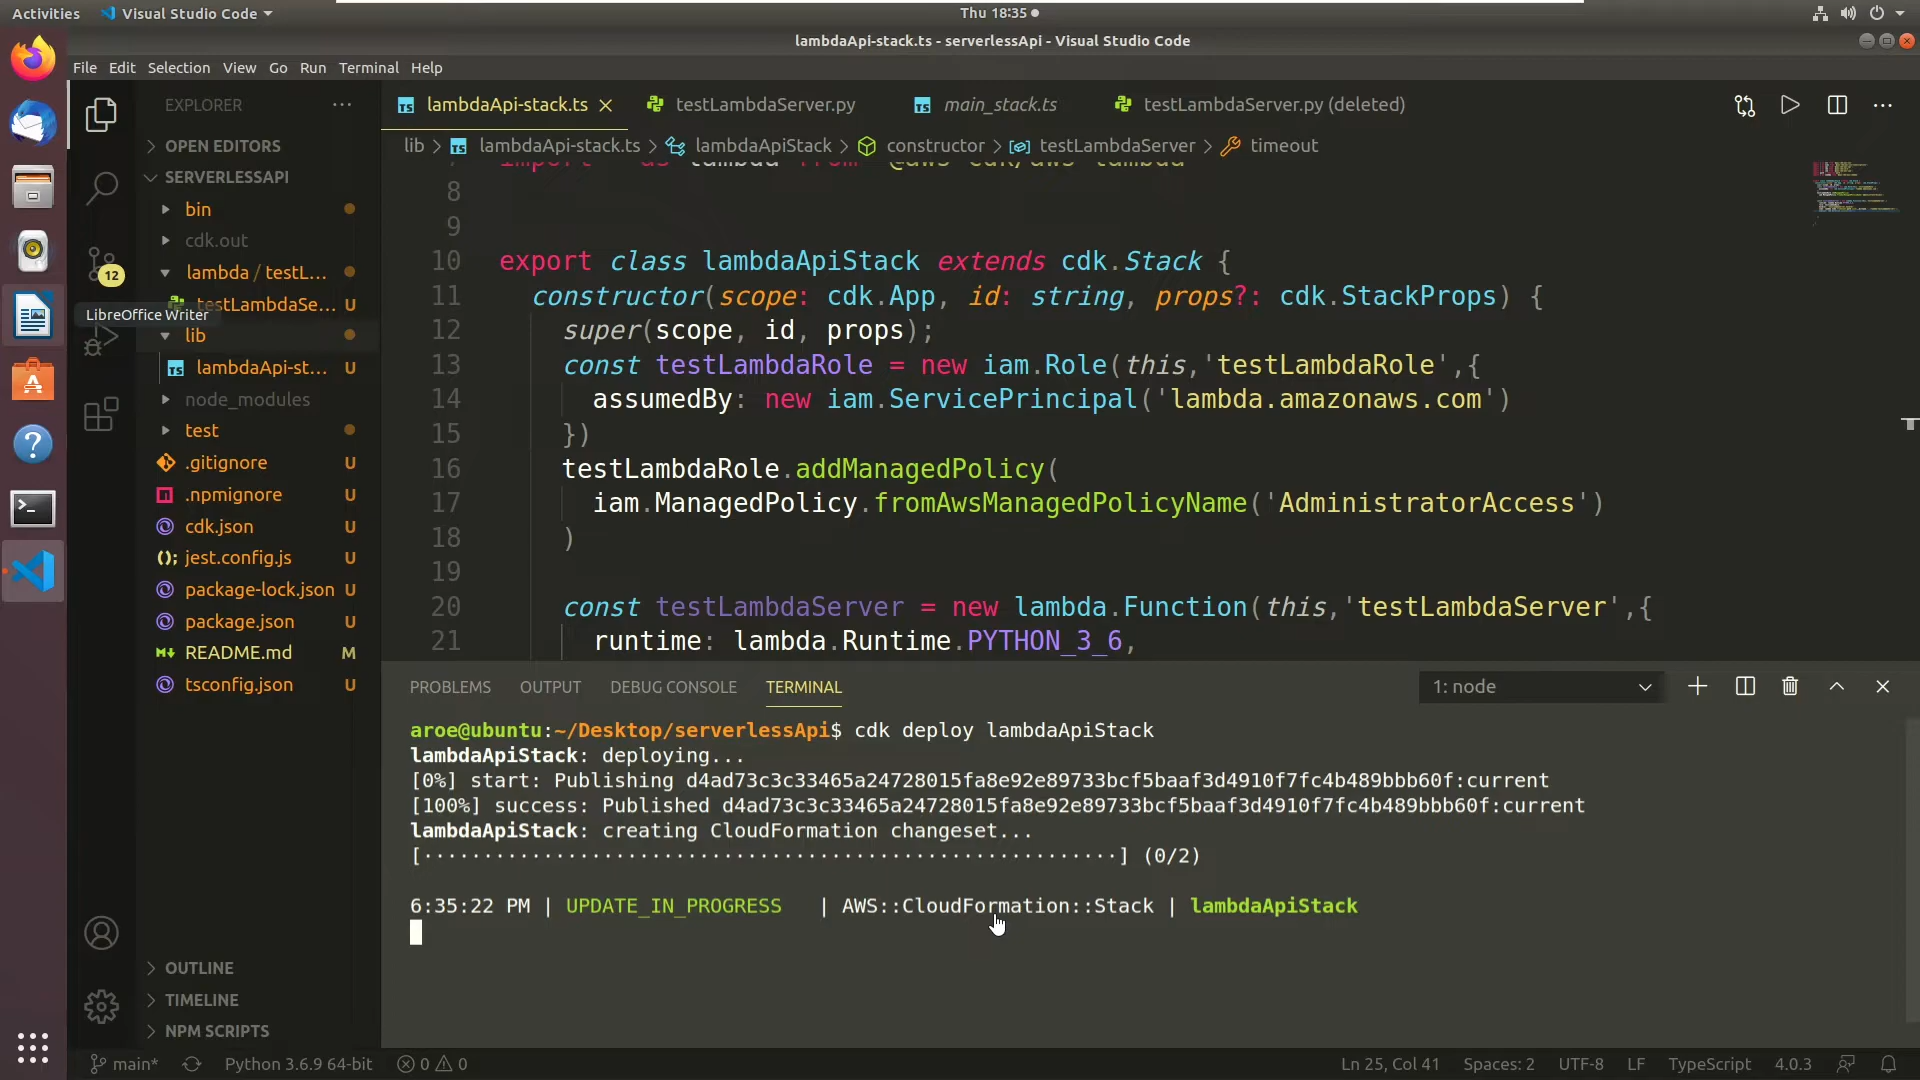 Activities
Visual Studio Code
Thu 18:35
lambdaApi-stack.ts - serverlessApi - Visual Studio Code
File Edit Selection View Go Run Terminal Help
EXPLORER
lambdaApi-stack.ts
testLambdaServer.py
main_stack.ts
testLambdaServer.py (deleted)
OPEN EDITORS
lib > lambdaApi-stack.ts > lambdaApiStack > constructor > testLambdaServer > timeout
SERVERLESSAPI
bin
cdk.out
lambda / testL...
testLambdaSe... U
LibreOffice Writer
lib
lambdaApi-st... U
node_modules
test
.gitignore U
.npmignore U
cdk.json U
jest.config.js U
package-lock.json U
package.json U
README.md M
tsconfig.json U
12
OUTLINE
TIMELINE
NPM SCRIPTS
8
9
10 export class lambdaApiStack extends cdk.Stack {
11 constructor(scope: cdk.App, id: string, props?: cdk.StackProps) {
12 super(scope, id, props);
13 const testLambdaRole = new iam.Role(this,'testLambdaRole',{
14 assumedBy: new iam.ServicePrincipal('lambda.amazonaws.com')
15 })
16 testLambdaRole.addManagedPolicy(
17 iam.ManagedPolicy.fromAwsManagedPolicyName('AdministratorAccess')
18 )
19
20 const testLambdaServer = new lambda.Function(this,'testLambdaServer',{
21 runtime: lambda.Runtime.PYTHON_3_6,
PROBLEMS OUTPUT DEBUG CONSOLE TERMINAL
1: node
aroe@ubuntu:~/Desktop/serverlessApi$ cdk deploy lambdaApiStack
lambdaApiStack: deploying...
[0%] start: Publishing d4ad73c3c33465a24728015fa8e92e89733bcf5baaf3d4910f7fc4b489bbb60f:current
[100%] success: Published d4ad73c3c33465a24728015fa8e92e89733bcf5baaf3d4910f7fc4b489bbb60f:current
lambdaApiStack: creating CloudFormation changeset...
[··························································] (0/2)
6:35:22 PM | UPDATE_IN_PROGRESS | AWS::CloudFormation::Stack | lambdaApiStack
main* Python 3.6.9 64-bit 0 0
Ln 25, Col 41 Spaces: 2 UTF-8 LF TypeScript 4.0.3